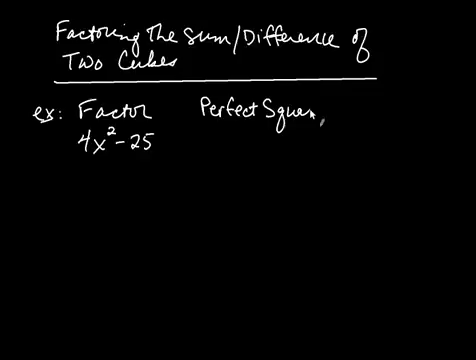 Factoring The Sum/Difference of
Two Cubes
ex: Factor Perfect Squar
4x² - 25